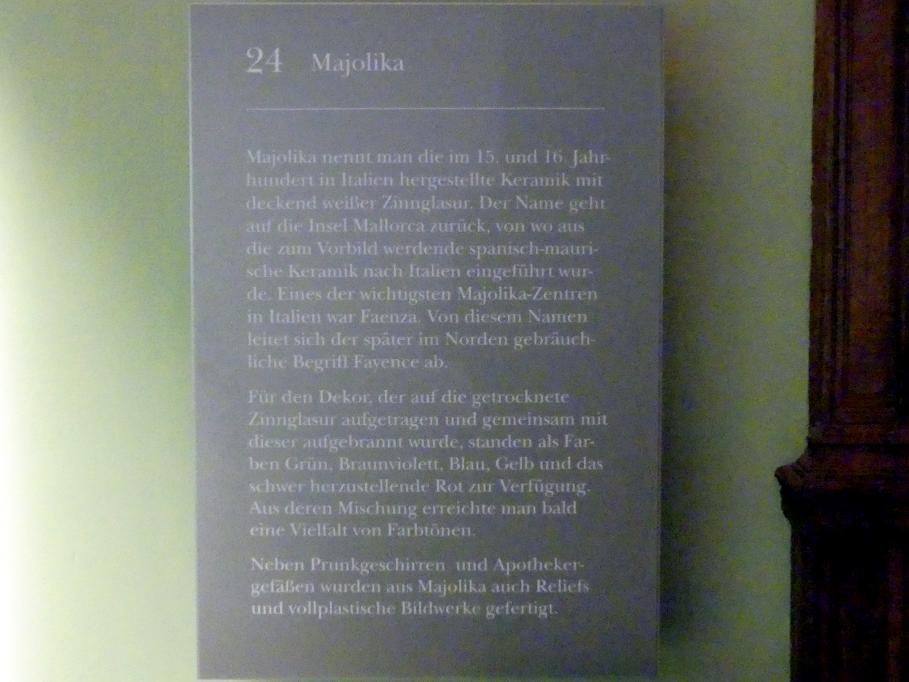 24 Majolika
Majolika nennt man die im 15. und 16. Jahr-
hundert in Italien hergestellte Keramik mit
deckend weißer Zinnglasur. Der Name geht
auf die Insel Mallorca zurück, von wo aus
die zum Vorbild werdende spanisch-mauri-
sche Keramik nach Italien eingeführt wur-
de. Eines der wichtigsten Majolika-Zentren
in Italien war Faenza. Von diesem Namen
leitet sich der später im Norden gebräuch-
liche Begriff Fayence ab.
Für den Dekor, der auf die getrocknete
Zinnglasur aufgetragen und gemeinsam mit
dieser aufgebrannt wurde, standen als Far-
ben Grün, Braunviolett, Blau, Gelb und das
schwer herzustellende Rot zur Verfügung.
Aus deren Mischung erreichte man bald
eine Vielfalt von Farbtönen.
Neben Prunkgeschirren und Apotheker-
gefäßen wurden aus Majolika auch Reliefs
und vollplastische Bildwerke gefertigt.